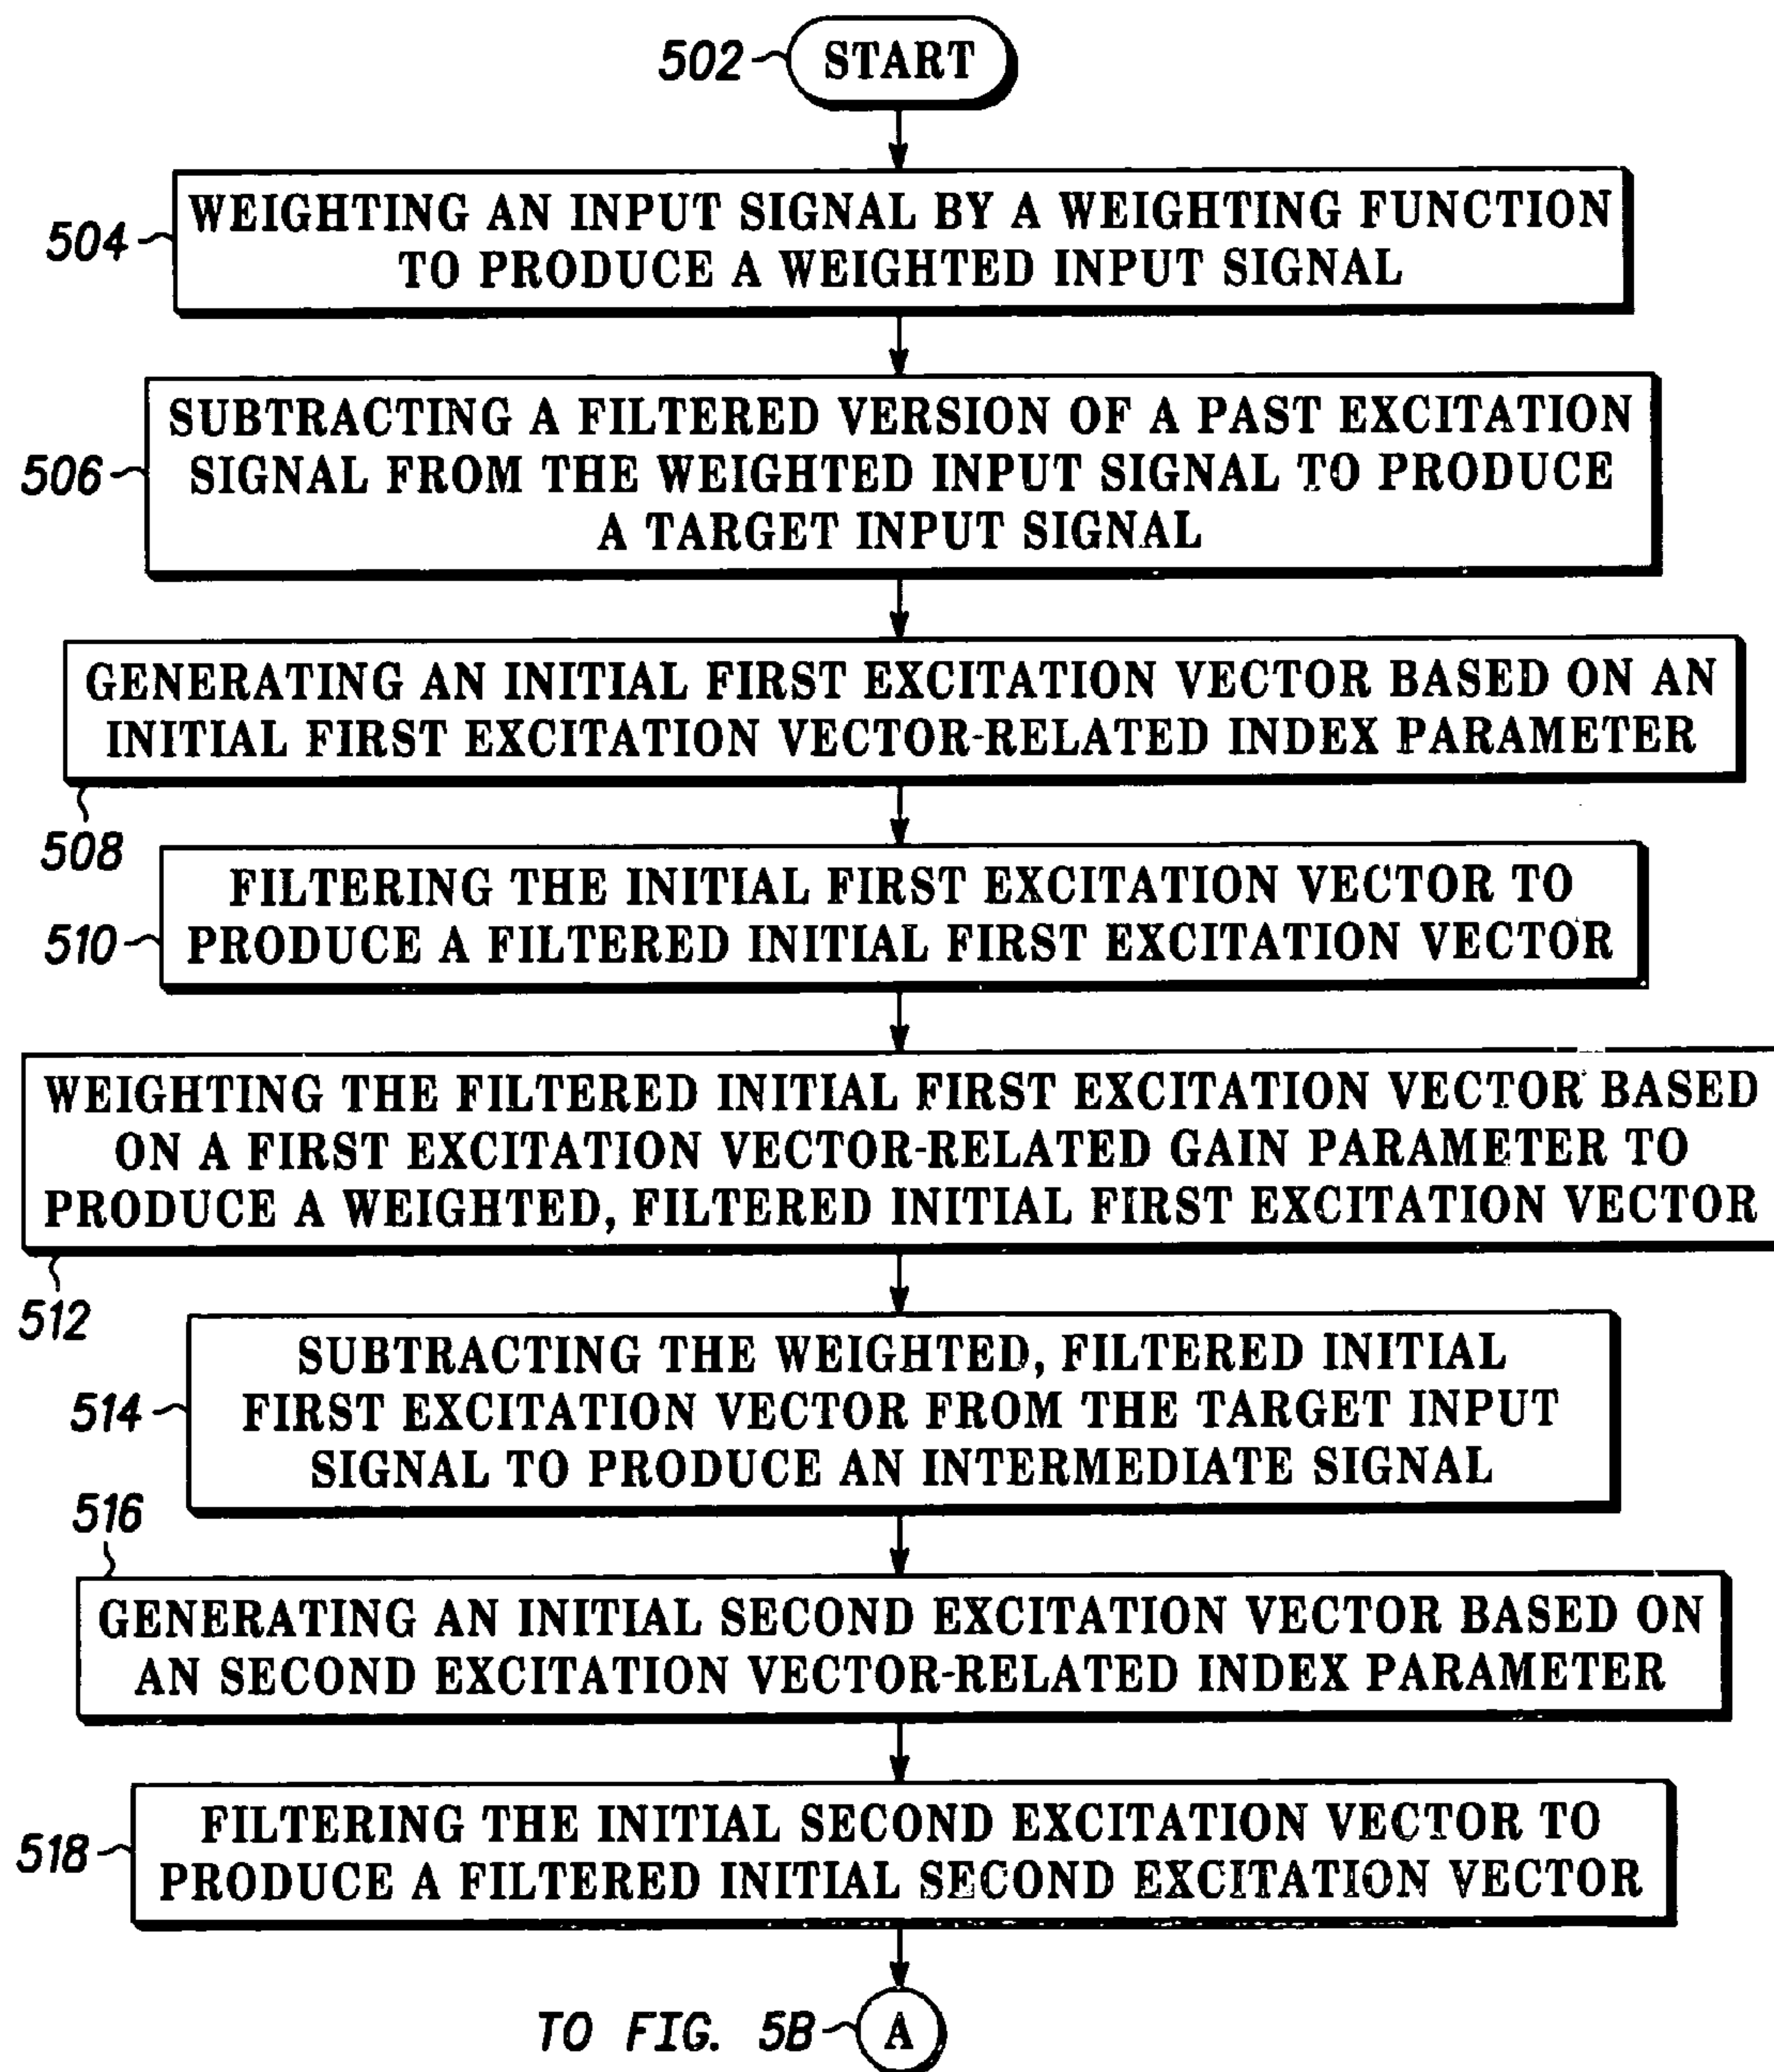 502 START
504 WEIGHTING AN INPUT SIGNAL BY A WEIGHTING FUNCTION
TO PRODUCE A WEIGHTED INPUT SIGNAL
SUBTRACTING A FILTERED VERSION OF A PAST EXCITATION
506 SIGNAL FROM THE WEIGHTED INPUT SIGNAL TO PRODUCE
A TARGET INPUT SIGNAL
GENERATING AN INITIAL FIRST EXCITATION VECTOR BASED ON AN
INITIAL FIRST EXCITATION VECTOR-RELATED INDEX PARAMETER
508
FILTERING THE INITIAL FIRST EXCITATION VECTOR TO
510 PRODUCE A FILTERED INITIAL FIRST EXCITATION VECTOR
WEIGHTING THE FILTERED INITIAL FIRST EXCITATION VECTOR BASED
ON A FIRST EXCITATION VECTOR-RELATED GAIN PARAMETER TO
PRODUCE A WEIGHTED, FILTERED INITIAL FIRST EXCITATION VECTOR
512
SUBTRACTING THE WEIGHTED, FILTERED INITIAL
514 FIRST EXCITATION VECTOR FROM THE TARGET INPUT
SIGNAL TO PRODUCE AN INTERMEDIATE SIGNAL
516
GENERATING AN INITIAL SECOND EXCITATION VECTOR BASED ON
AN SECOND EXCITATION VECTOR-RELATED INDEX PARAMETER
FILTERING THE INITIAL SECOND EXCITATION VECTOR TO
518 PRODUCE A FILTERED INITIAL SECOND EXCITATION VECTOR
TO FIG. 5B A